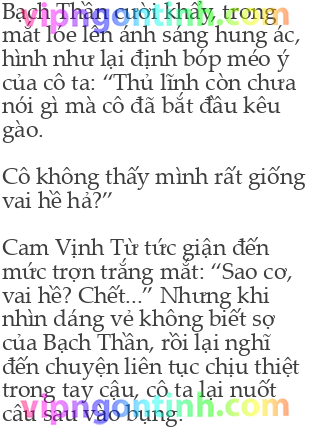 Bạch Thần cười khẩy, trong
mắt lóe lên ánh sáng hung ác,
hình như lại định bóp méo ý
của cô ta: “Thủ lĩnh còn chưa
nói gì mà cô đã bắt đầu kêu
gào.
Cô không thấy mình rất giống
vai hề hả?”
Cam Vịnh Từ tức giận đến
mức trợn trắng mắt: “Sao cơ,
vai hề? Chết...” Nhưng khi
nhìn dáng vẻ không biết sợ
của Bạch Thần, rồi lại nghĩ
đến chuyện liên tục chịu thiệt
trong tay cậu, cô ta lại nuốt
câu sau vào bụng.
vipngontinh.com
vipngontinh.com